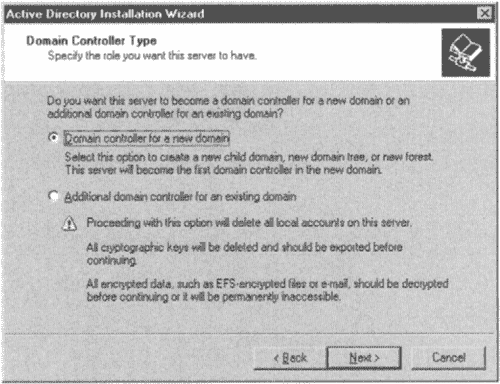 Active Directory Installation Wizard
Domain Controller Type
Specify the role you want this server to have.
Do you want this server to become a domain controller for a new domain or an
additional domain controller for an existing domain?
Domain controller for a new domain
Select this option to create a new child domain, new domain tree, or new forest.
This server will become the first domain controller in the new domain.
Additional domain controller for an existing domain
Proceeding with this option will delete all local accounts on this server.
All cryptographic keys will be deleted and should be exported before
continuing.
All encrypted data, such as EFS-encrypted files or e-mail, should be decrypted
before continuing or it will be permanently inaccessible.
< Back
Next >
Cancel